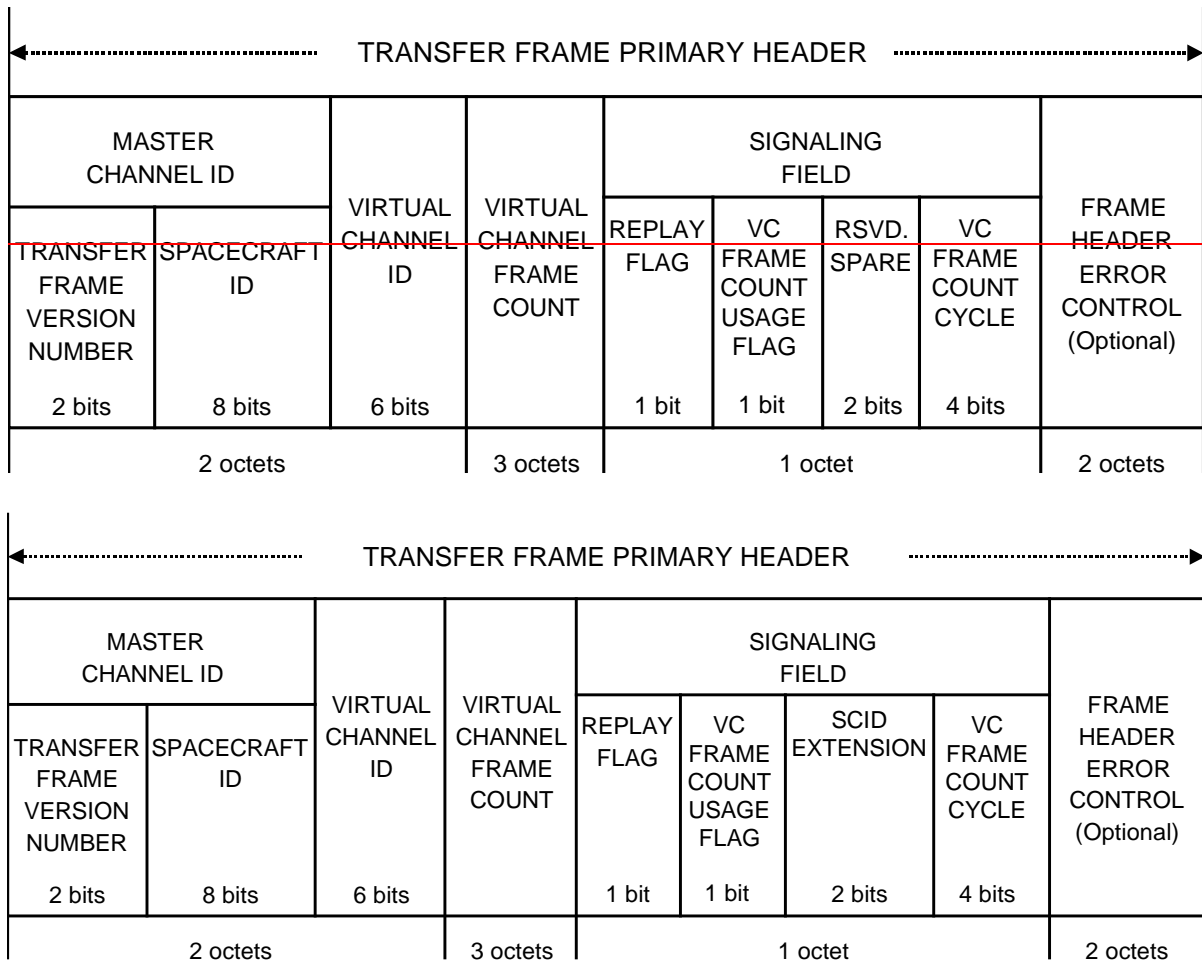 TRANSFER FRAME PRIMARY HEADER
MASTER
CHANNEL ID
TRANSFER
FRAME
VERSION
NUMBER
2 bits
SPACECRAFT
ID
8 bits
VIRTUAL
CHANNEL
ID
6 bits
VIRTUAL
CHANNEL
FRAME
COUNT
SIGNALING
FIELD
REPLAY
FLAG
1 bit
VC
FRAME
COUNT
USAGE
FLAG
1 bit
RSVD.
SPARE
2 bits
VC
FRAME
COUNT
CYCLE
4 bits
FRAME
HEADER
ERROR
CONTROL
(Optional)
2 octets
3 octets
1 octet
2 octets
TRANSFER FRAME PRIMARY HEADER
MASTER
CHANNEL ID
TRANSFER
FRAME
VERSION
NUMBER
2 bits
SPACECRAFT
ID
8 bits
VIRTUAL
CHANNEL
ID
6 bits
VIRTUAL
CHANNEL
FRAME
COUNT
SIGNALING
FIELD
REPLAY
FLAG
1 bit
VC
FRAME
COUNT
USAGE
FLAG
1 bit
SCID
EXTENSION
2 bits
VC
FRAME
COUNT
CYCLE
4 bits
FRAME
HEADER
ERROR
CONTROL
(Optional)
2 octets
3 octets
1 octet
2 octets